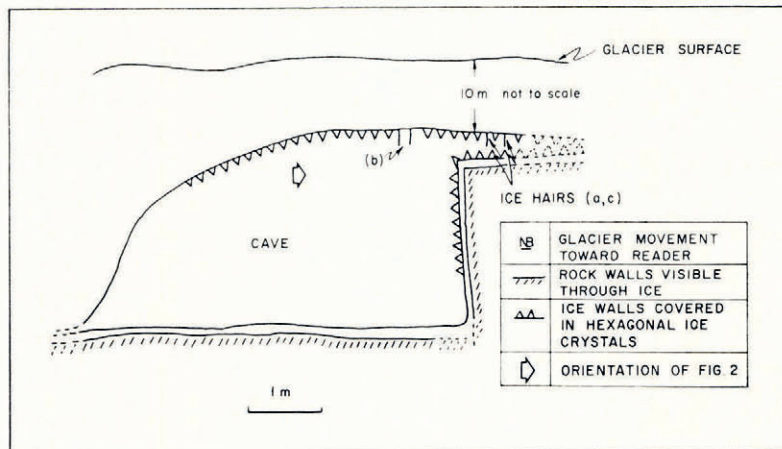 GLACIER SURFACE
10 m not to scale
(b)
ICE HAIRS (a,c)
CAVE
NB GLACIER MOVEMENT
TOWARD READER
ROCK WALLS VISIBLE
THROUGH ICE
ICE WALLS COVERED
IN HEXAGONAL ICE
CRYSTALS
ORIENTATION OF FIG. 2
1 m